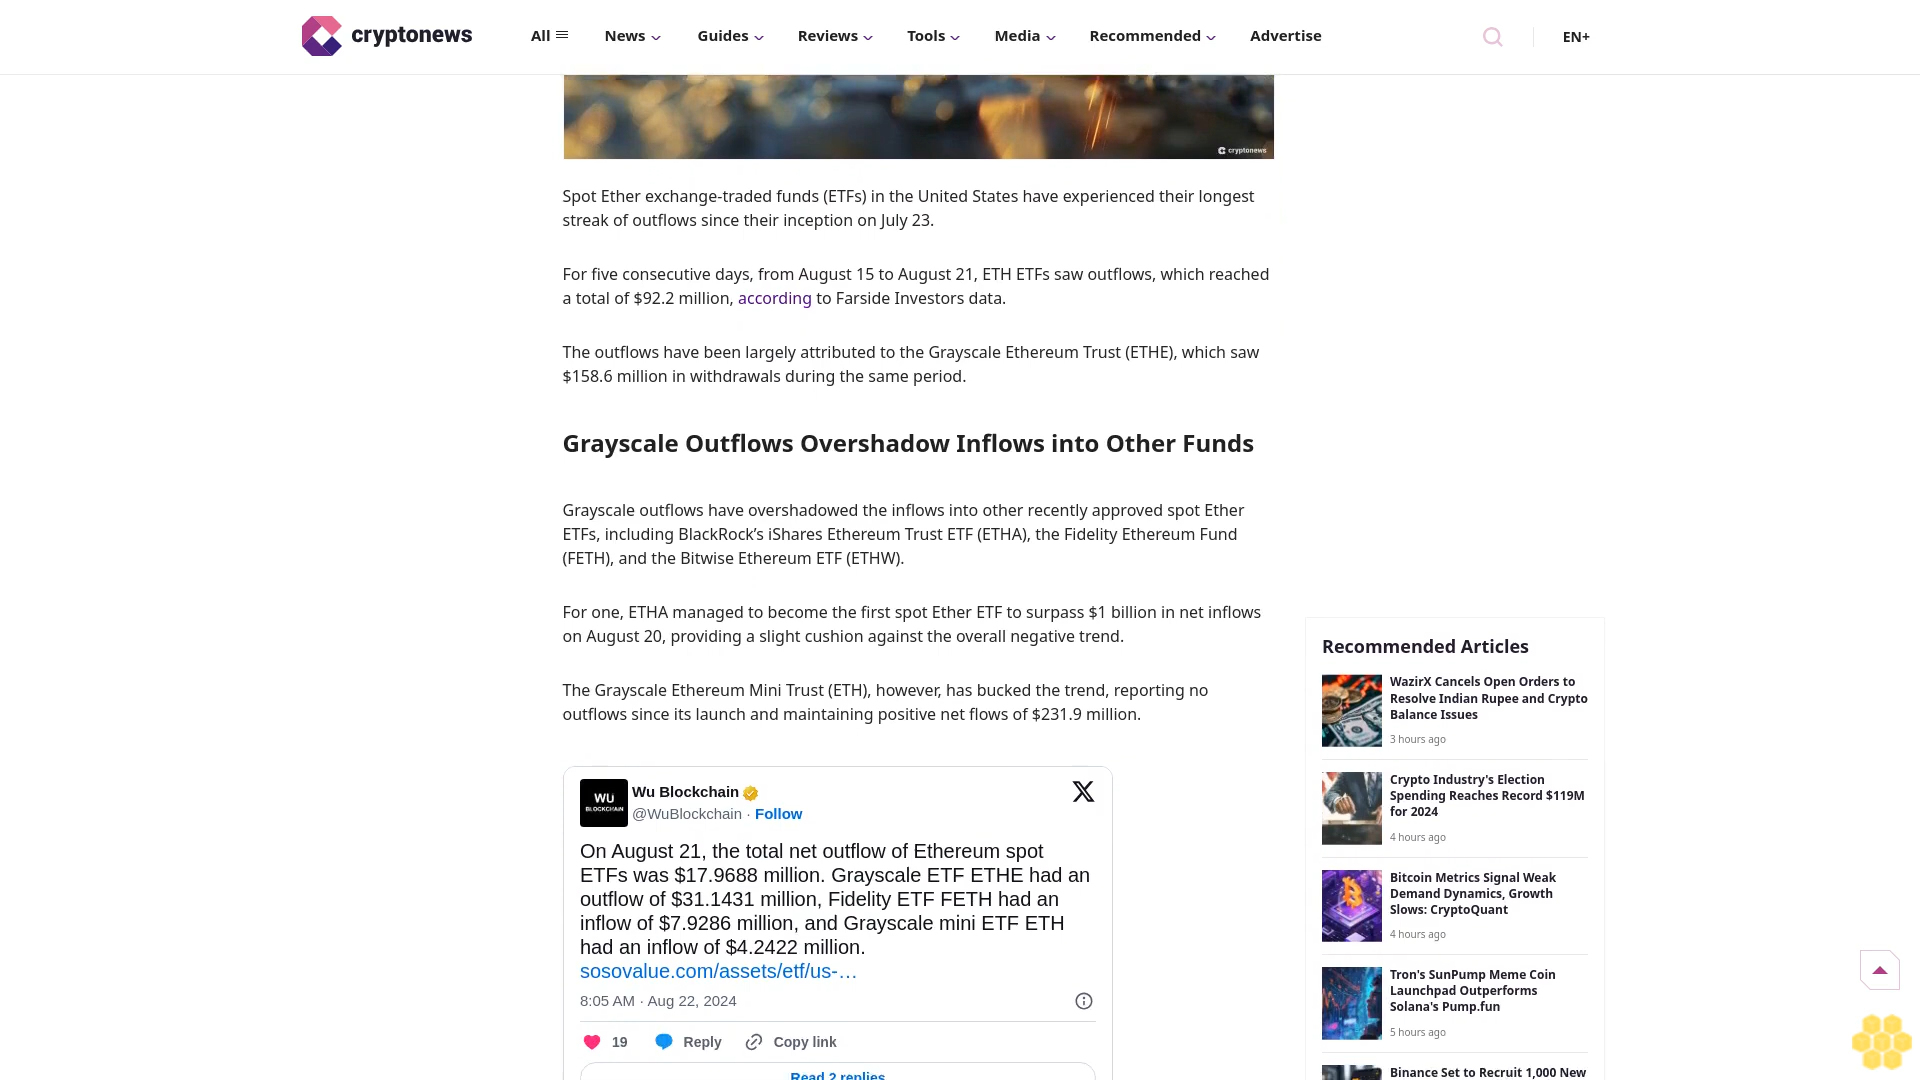 cryptonews
All
News
Guides
Reviews
Tools
Media
Recommended
Advertise
EN+
cryptonews
Spot Ether exchange-traded funds (ETFs) in the United States have experienced their longest
streak of outflows since their inception on July 23.
For five consecutive days, from August 15 to August 21, ETH ETFs saw outflows, which reached
a total of $92.2 million, according to Farside Investors data.
The outflows have been largely attributed to the Grayscale Ethereum Trust (ETHE), which saw
$158.6 million in withdrawals during the same period.
Grayscale Outflows Overshadow Inflows into Other Funds
Grayscale outflows have overshadowed the inflows into other recently approved spot Ether
ETFs, including BlackRock’s iShares Ethereum Trust ETF (ETHA), the Fidelity Ethereum Fund
(FETH), and the Bitwise Ethereum ETF (ETHW).
For one, ETHA managed to become the first spot Ether ETF to surpass $1 billion in net inflows
on August 20, providing a slight cushion against the overall negative trend.
The Grayscale Ethereum Mini Trust (ETH), however, has bucked the trend, reporting no
outflows since its launch and maintaining positive net flows of $231.9 million.
WU
BLOCKCHAIN
Wu Blockchain
@WuBlockchain · Follow
On August 21, the total net outflow of Ethereum spot
ETFs was $17.9688 million. Grayscale ETF ETHE had an
outflow of $31.1431 million, Fidelity ETF FETH had an
inflow of $7.9286 million, and Grayscale mini ETF ETH
had an inflow of $4.2422 million.
sosovalue.com/assets/etf/us-…
8:05 AM · Aug 22, 2024
19
Reply
Copy link
Read 2 replies
Recommended Articles
WazirX Cancels Open Orders to
Resolve Indian Rupee and Crypto
Balance Issues
3 hours ago
Crypto Industry's Election
Spending Reaches Record $119M
for 2024
4 hours ago
Bitcoin Metrics Signal Weak
Demand Dynamics, Growth
Slows: CryptoQuant
4 hours ago
Tron's SunPump Meme Coin
Launchpad Outperforms
Solana's Pump.fun
5 hours ago
Binance Set to Recruit 1,000 New